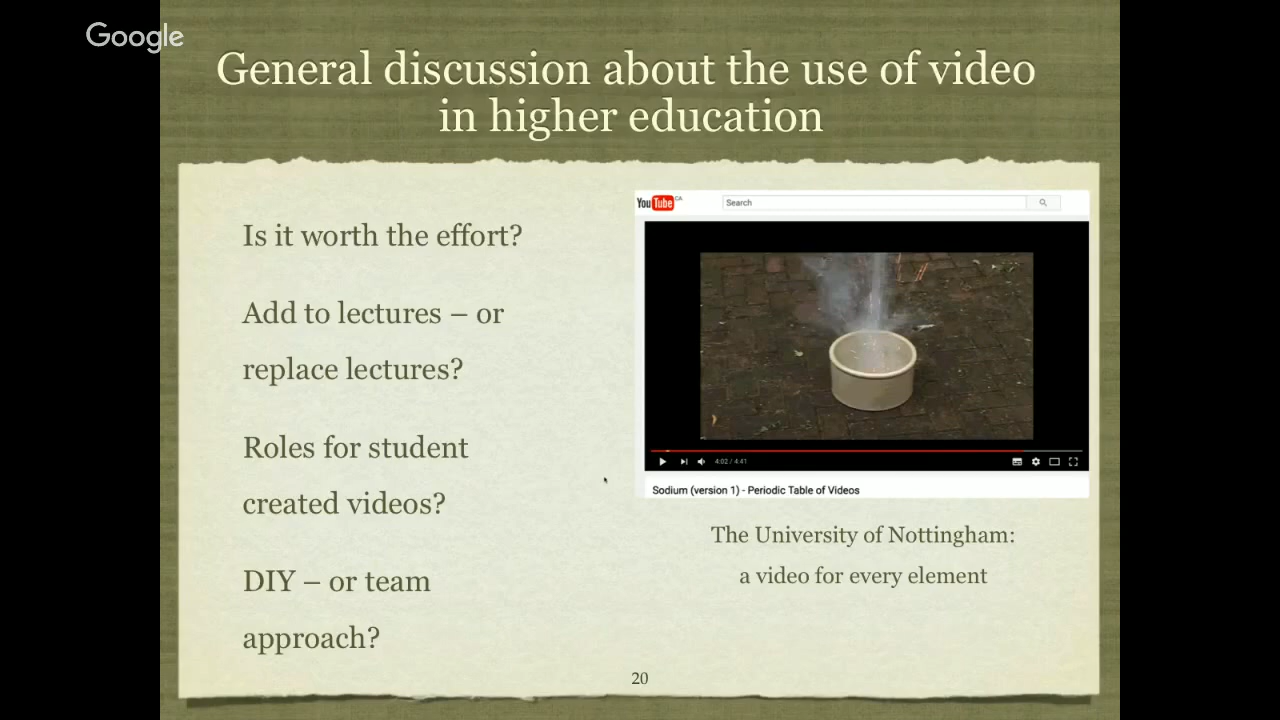 Google
General discussion about the use of video
in higher education
Is it worth the effort?
Add to lectures – or
replace lectures?
Roles for student
created videos?
DIY – or team
approach?
YouTube CA
Search
4:02 / 4:41
Sodium (version 1) - Periodic Table of Videos
The University of Nottingham:
a video for every element
20